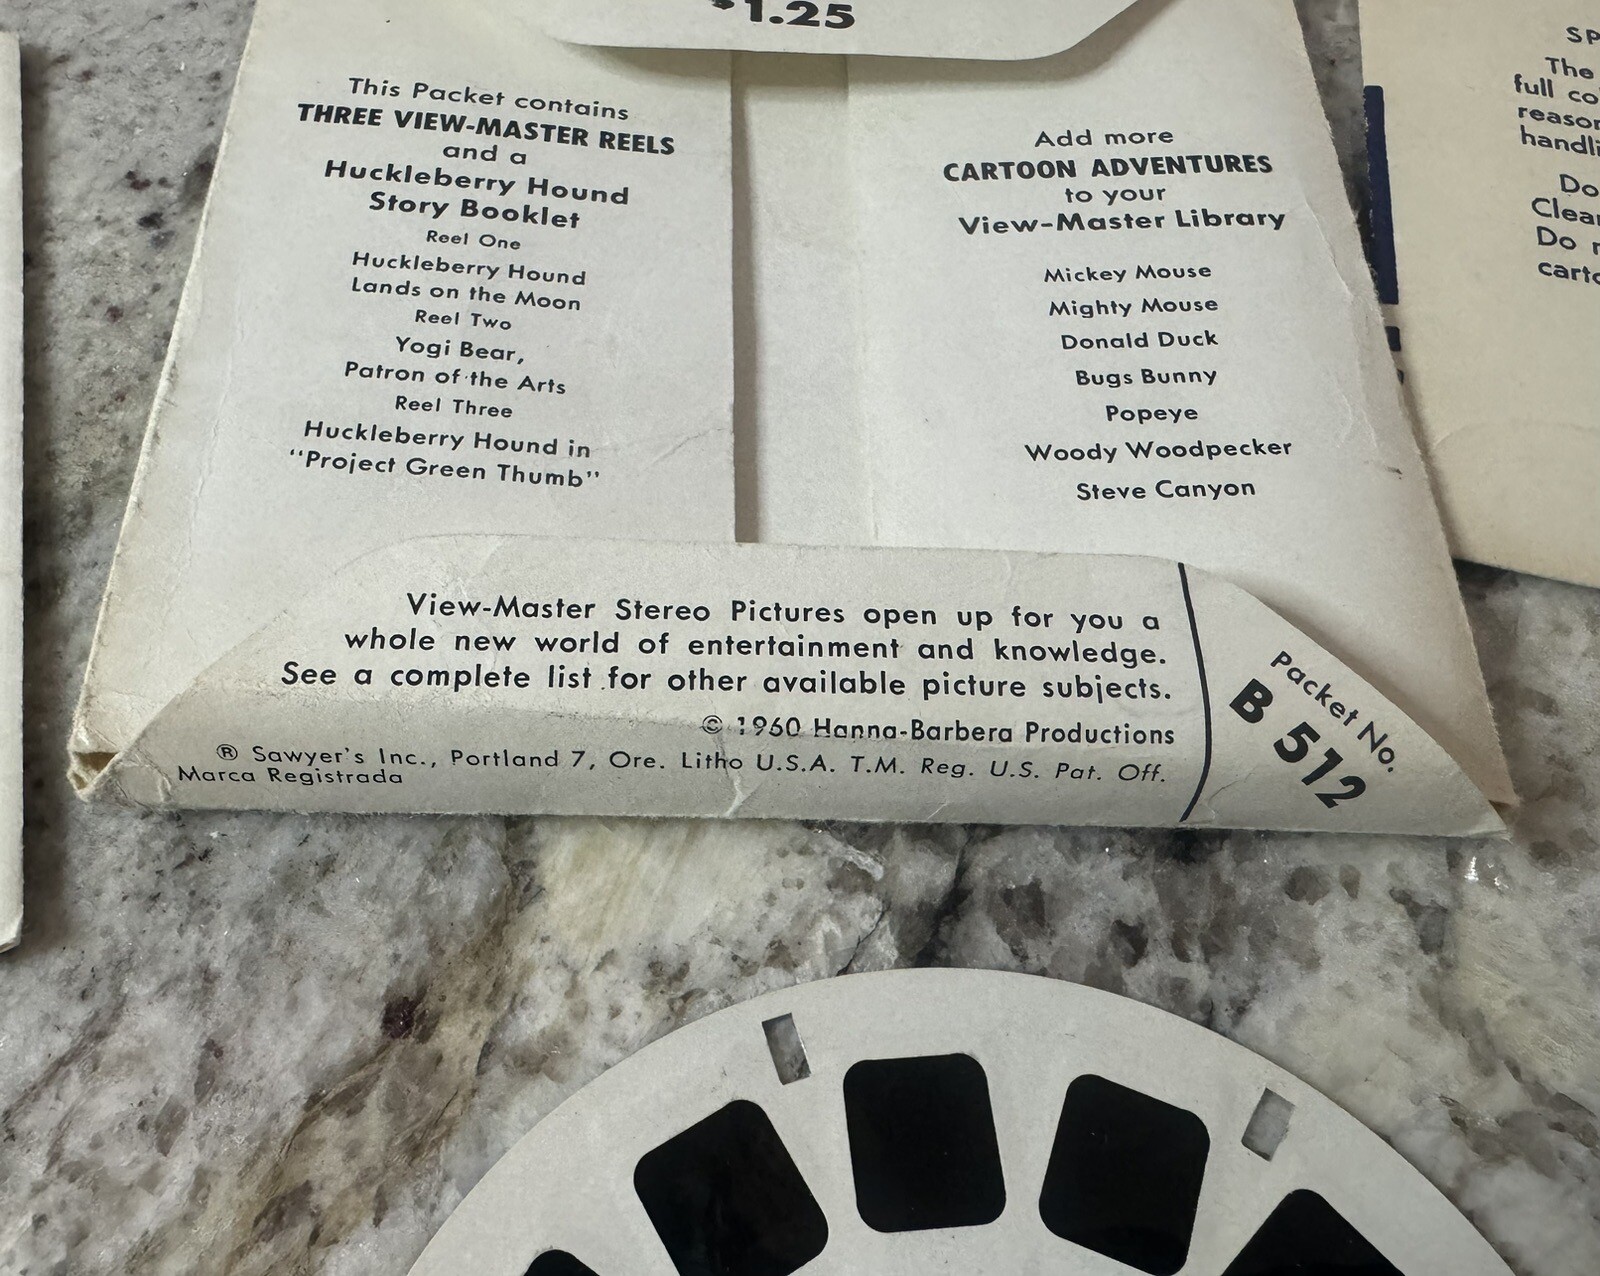 $1.25
This Packet contains
THREE VIEW-MASTER REELS
and a
Huckleberry Hound
Story Booklet
Reel One
Huckleberry Hound
Lands on the Moon
Reel Two
Yogi Bear,
Patron of the Arts
Reel Three
Huckleberry Hound in
"Project Green Thumb"
Add more
CARTOON ADVENTURES
to your
View-Master Library
Mickey Mouse
Mighty Mouse
Donald Duck
Bugs Bunny
Popeye
Woody Woodpecker
Steve Canyon
View-Master Stereo Pictures open up for you a
whole new world of entertainment and knowledge.
See a complete list for other available picture subjects.
© 1960 Hanna-Barbera Productions
® Sawyer's Inc., Portland 7, Ore. Litho U.S.A. T.M. Reg. U.S. Pat. Off.
Marca Registrada
Packet No.
B 512
The
full
Do
Do